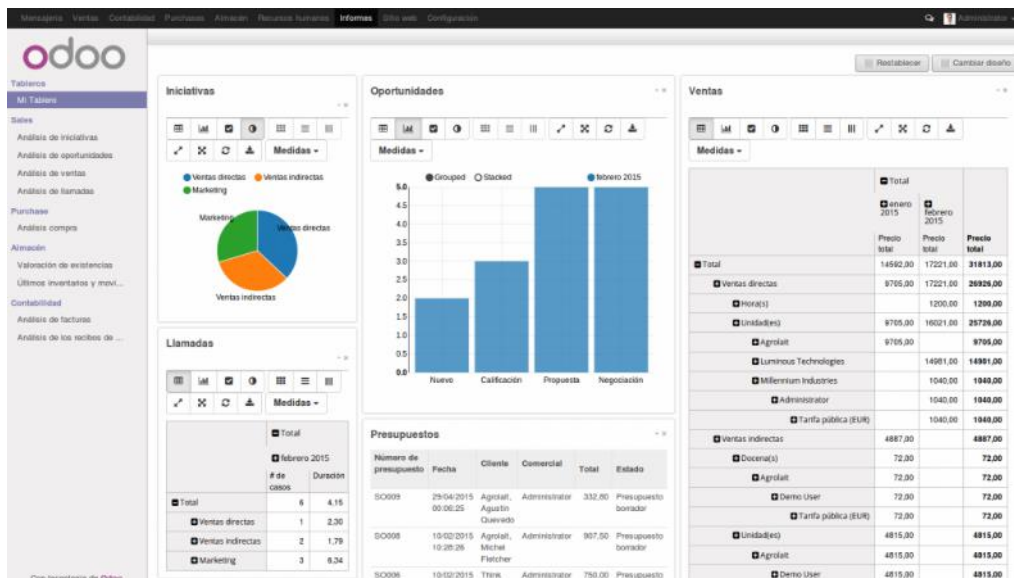 Mensajería Ventas Contabilidad Purchases Almacén Recursos humanos Informes Sitio web Configuración
Administrator
odoo
Restablecer Cambiar diseño
Tableros
Mi Tablero
Sales
Análisis de iniciativas
Análisis de oportunidades
Análisis de ventas
Análisis de llamadas
Purchase
Análisis compra
Almacén
Valoración de existencias
Últimos inventarios y movi...
Contabilidad
Análisis de facturas
Análisis de los recibos de ...
Con tecnología de Odoo
Iniciativas
Medidas
Ventas directas Ventas indirectas
Marketing
Marketing
Ventas directas
Ventas indirectas
Llamadas
Medidas
Total
febrero 2015
# de casos Duración
Total 6 4,15
Ventas directas 1 2,30
Ventas indirectas 2 1,79
Marketing 3 6,34
Oportunidades
Medidas
Grouped Stacked febrero 2015
5.0
4.5
4.0
3.5
3.0
2.5
2.0
1.5
1.0
0.5
0.0
Nuevo Calificación Propuesta Negociación
Presupuestos
Número de presupuesto Fecha Cliente Comercial Total Estado
SO009 29/04/2015 00:06:25 Agrolait, Agustin Quevedo Administrator 332,80 Presupuesto borrador
SO008 10/02/2015 10:28:26 Agrolait, Michel Fletcher Administrator 907,50 Presupuesto borrador
SO006 10/02/2015 Think Administrator 750,00 Presupuesto
Ventas
Medidas
Total
enero 2015 febrero 2015
Precio total Precio total Precio total
Total 14592,00 17221,00 31813,00
Ventas directas 9705,00 17221,00 26926,00
Hora(s) 1200,00 1200,00
Unidad(es) 9705,00 16021,00 25726,00
Agrolait 9705,00 9705,00
Luminous Technologies 14981,00 14981,00
Millennium Industries 1040,00 1040,00
Administrator 1040,00 1040,00
Tarifa pública (EUR) 1040,00 1040,00
Ventas indirectas 4887,00 4887,00
Docena(s) 72,00 72,00
Agrolait 72,00 72,00
Demo User 72,00 72,00
Tarifa pública (EUR) 72,00 72,00
Unidad(es) 4815,00 4815,00
Agrolait 4815,00 4815,00
Demo User 4815,00 4815,00